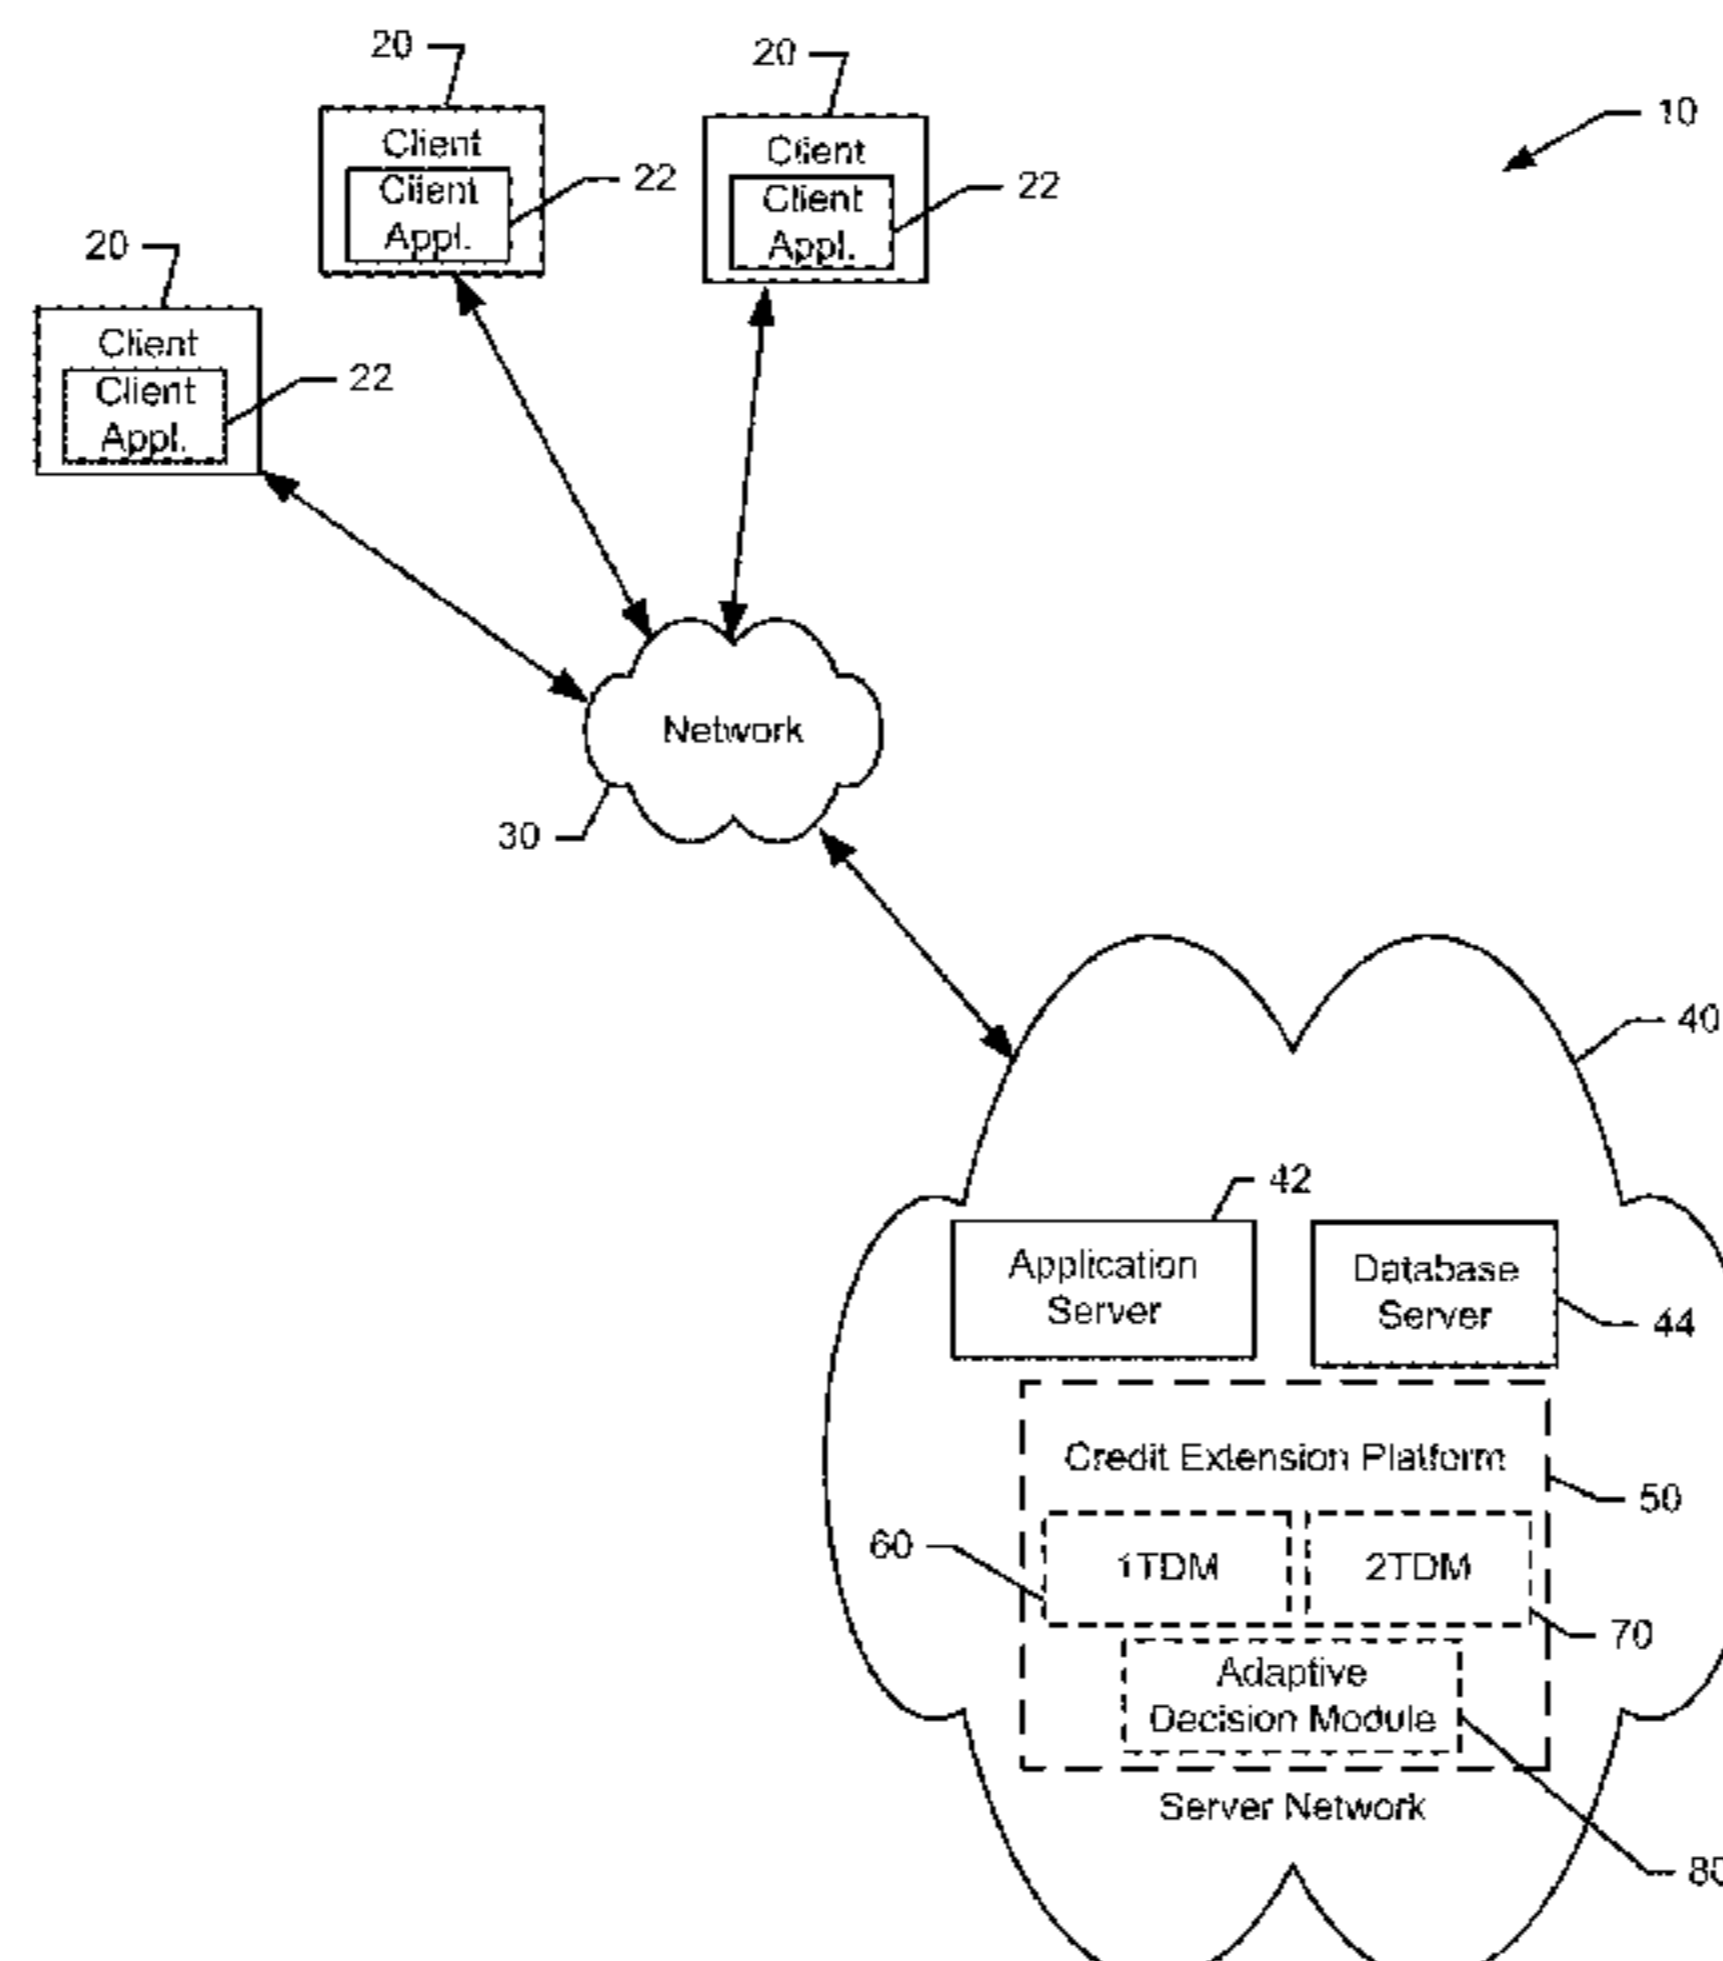 20
20
10
Client
Client
Appl.
22
Client
Client
Appl.
22
20
Client
Client
Appl.
22
Network
30
40
42
Application
Server
Database
Server
44
Credit Extension Platform
50
60
1TDM
2TDM
70
Adaptive
Decision Module
Server Network
80